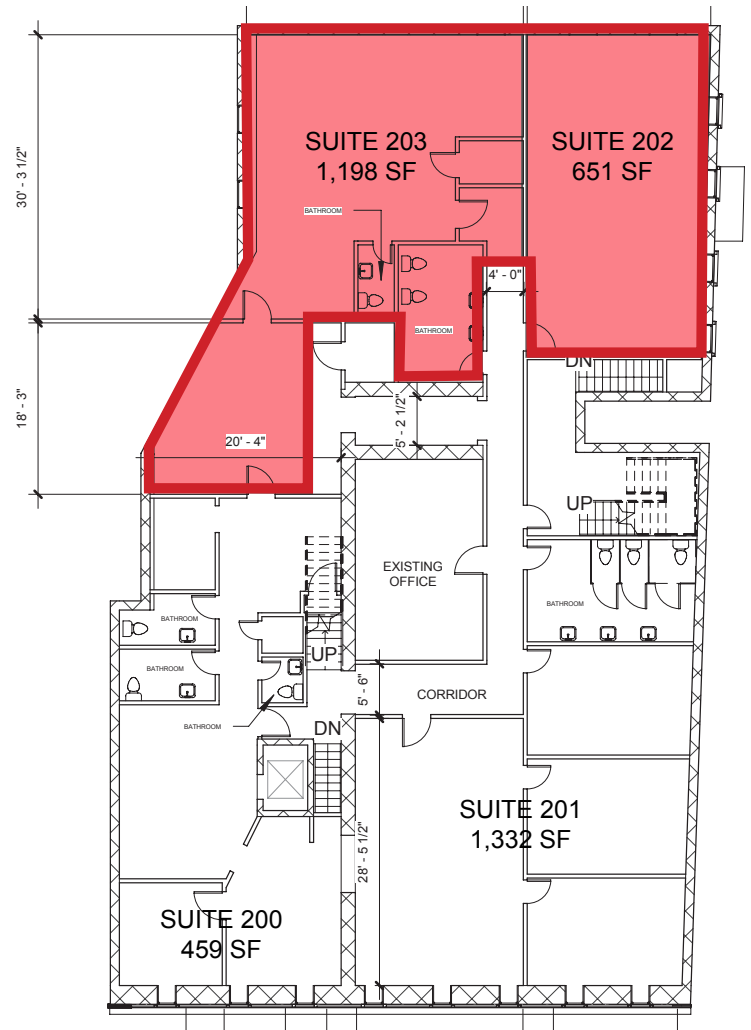 SUITE 203
1,198 SF
SUITE 202
651 SF
30' - 3 1/2"
BATHROOM
4' - 0"
BATHROOM
DN
18' - 3"
20' - 4"
5' - 2 1/2"
UP
EXISTING
OFFICE
BATHROOM
BATHROOM
BATHROOM
UP
5' - 6"
CORRIDOR
BATHROOM
DN
SUITE 201
1,332 SF
28' - 5 1/2"
SUITE 200
459 SF